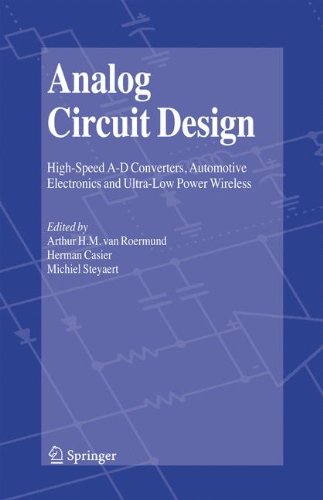 Analog
Circuit Design
High-Speed A-D Converters, Automotive
Electronics and Ultra-Low Power Wireless
Edited by
Arthur H.M. van Roermund
Herman Casier
Michiel Steyaert
Springer